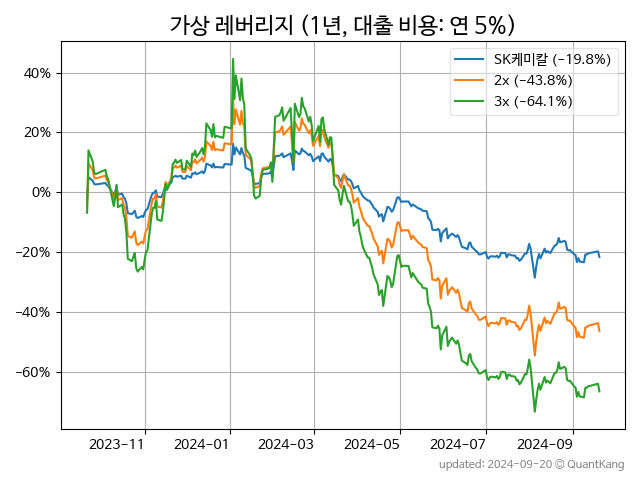 가상 레버리지 (1년, 대출 비용: 연 5%)
SK케미칼 (−19.8%)
2x (−43.8%)
3x (−64.1%)
40%
20%
0%
−20%
−40%
−60%
2023-11 2024-01 2024-03 2024-05 2024-07 2024-09
updated: 2024-09-20 © QuantKang